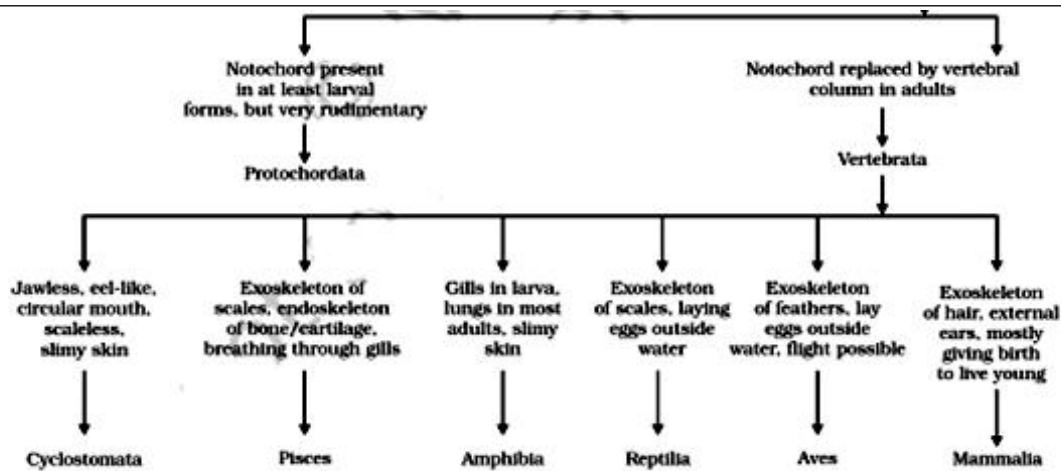 Notochord present
in at least larval
forms, but very rudimentary
Notochord replaced by vertebral
column in adults
Protochordata
Vertebrata
Jawless, eel-like,
circular mouth,
scaleless,
slimy skin
Exoskeleton of
scales, endoskeleton
of bone/cartilage,
breathing through gills
Gills in larva,
lungs in most
adults, slimy
skin
Exoskeleton
of scales, laying
eggs outside
water
Exoskeleton
of feathers, lay
eggs outside
water, flight possible
Exoskeleton
of hair, external
ears, mostly
giving birth
to live young
Cyclostomata
Pisces
Amphibia
Reptilia
Aves
Mammalia